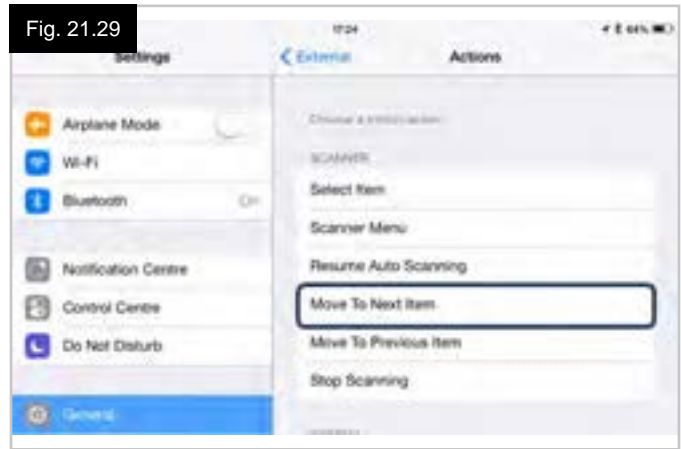 Fig. 21.29
17:24
Settings
External
Actions
Airplane Mode
Wi-Fi
Bluetooth
On
Notification Centre
Control Centre
Do Not Disturb
General
SCANNER
Select Item
Scanner Menu
Resume Auto Scanning
Move To Next Item
Move To Previous Item
Stop Scanning